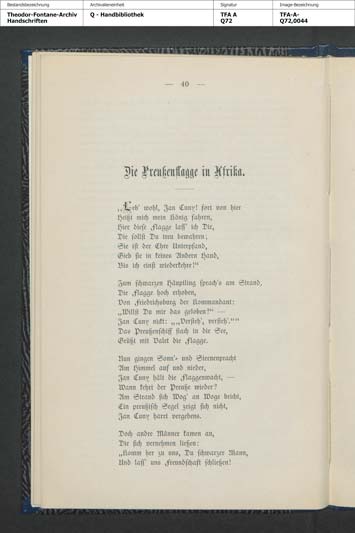 Bestandsbezeichnung
Archivalieneinheit
Signatur
Image-Bezeichnung
Theodor-Fontane-Archiv
Handschriften
Q - Handbibliothek
TFA A
Q72
TFA-A-
Q72,0044
— 40 —
Die Preußenflagge in Afrika.
„Leb' wohl, Jan Cuny! fort von hier
Heißt mich mein König fahren,
Hier diese Flagge lass' ich Dir,
Die sollst Du treu bewahren;
Sie ist der Ehre Unterpfand,
Gieb sie in keines Andern Hand,
Bis ich einst wiederkehre!“
Zum schwarzen Häuptling sprach's am Strand,
Die Flagge hoch erhoben,
Von Friedrichsburg der Kommandant:
„Willst Du mir das geloben?“ —
Jan Cuny nickt: „„Versteh', versteh'.““
Das Preußenschiff stach in die See,
Grüßt mit Valet die Flagge.
Nun gingen Sonn'- und Sternenpracht
Am Himmel auf und nieder,
Jan Cuny hält die Flaggenwacht, —
Wann kehrt der Preuße wieder?
Am Strand sich Wog' an Woge bricht,
Ein preußisch Segel zeigt sich nicht,
Jan Cuny harret vergebens.
Doch andre Männer kamen an,
Die sich vernehmen ließen:
„Komm her zu uns, Du schwarzer Mann,
Und lass' uns Freundschaft schließen!